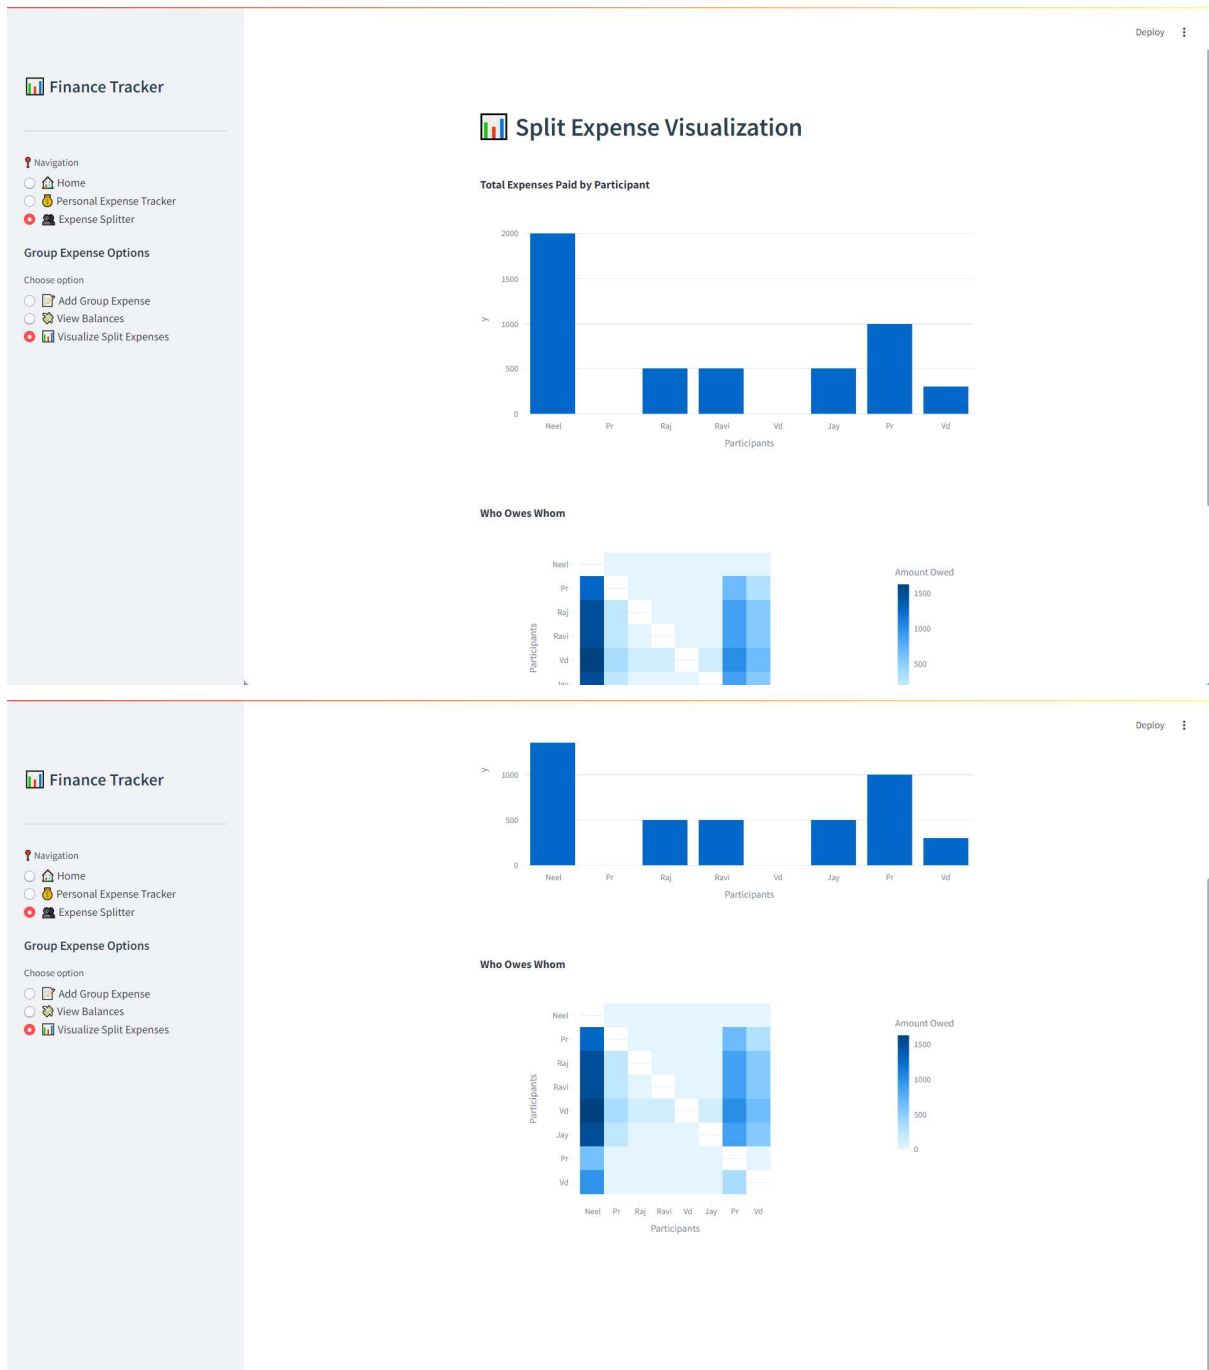 Deploy
Finance Tracker
Navigation
Home
Personal Expense Tracker
Expense Splitter
Group Expense Options
Choose option
Add Group Expense
View Balances
Visualize Split Expenses
Split Expense Visualization
Total Expenses Paid by Participant
2000
1500
1000
500
0
y
Neel Pr Raj Ravi Vd Jay Pr Vd
Participants
Who Owes Whom
Neel
Pr
Raj
Ravi
Vd
Jay
Participants
Amount Owed
1500
1000
500
Deploy
Finance Tracker
Navigation
Home
Personal Expense Tracker
Expense Splitter
Group Expense Options
Choose option
Add Group Expense
View Balances
Visualize Split Expenses
y
1000
500
0
Neel Pr Raj Ravi Vd Jay Pr Vd
Participants
Who Owes Whom
Neel
Pr
Raj
Ravi
Vd
Jay
Pr
Vd
Participants
Neel Pr Raj Ravi Vd Jay Pr Vd
Participants
Amount Owed
1500
1000
500
0